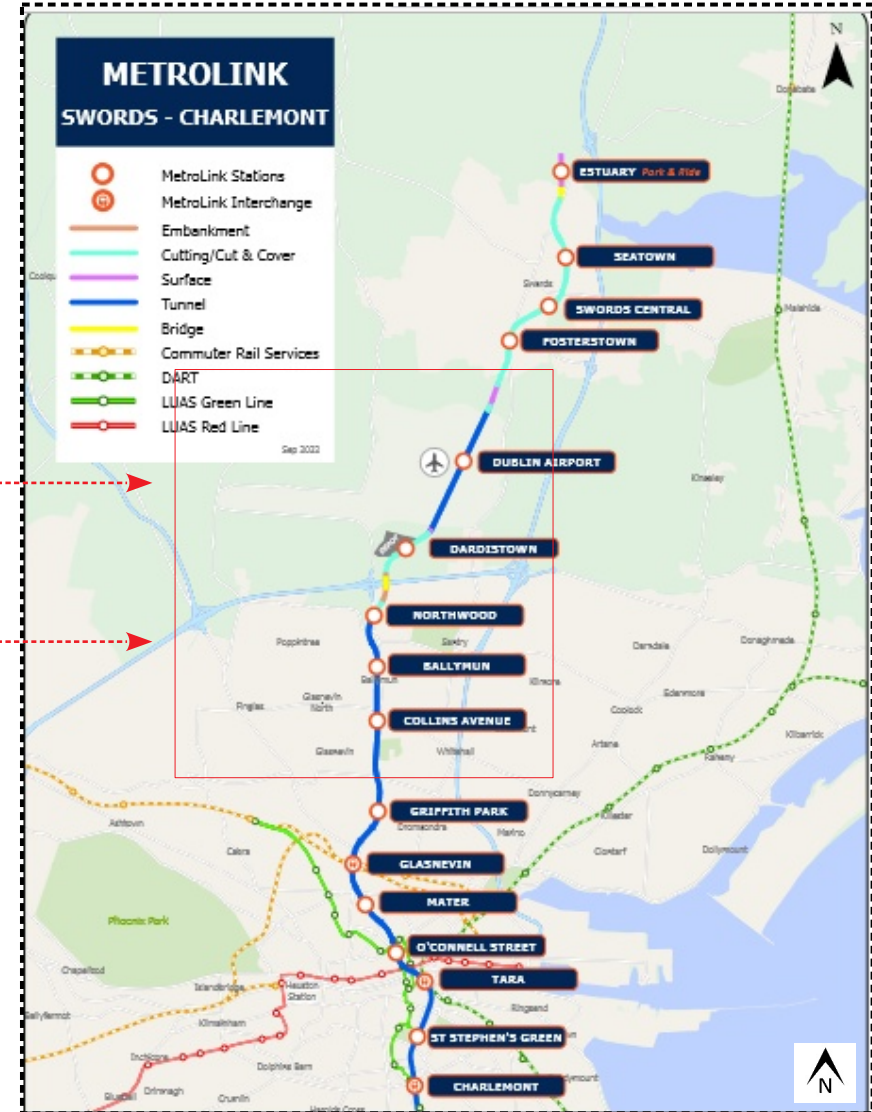 METROLINK
SWORDS - CHARLEMONT
MetroLink Stations
MetroLink Interchange
Embankment
Cutting/Cut & Cover
Surface
Tunnel
Bridge
Commuter Rail Services
DART
LUAS Green Line
LUAS Red Line
Sep 2022
N
Donabate
ESTUARY Park & Ride
SEATOWN
Swords
SWORDS CENTRAL
Malahide
FOSTERSTOWN
DUBLIN AIRPORT
Kinsaley
DARDISTOWN
NORTHWOOD
Poppintree
Santry
Darndale
Donaghmede
BALLYMUN
Kilmore
Edenmore
Finglas
Glasnevin
North
Coolock
COLLINS AVENUE
Kilbarrick
Glasnevin
Whitehall
Artane
Raheny
Donnycarney
GRIFFITH PARK
Killester
Ashtown
Drumcondra
Marino
Cabra
Clontarf
Dollymount
GLASNEVIN
MATER
Phoenix Park
O'CONNELL STREET
Chapelizod
Islandbridge
Heuston
Station
TARA
Ringsend
Kilmainham
ST STEPHEN'S GREEN
Inchicore
Dolphins Barn
CHARLEMONT
Drimnagh
Crumlin
N